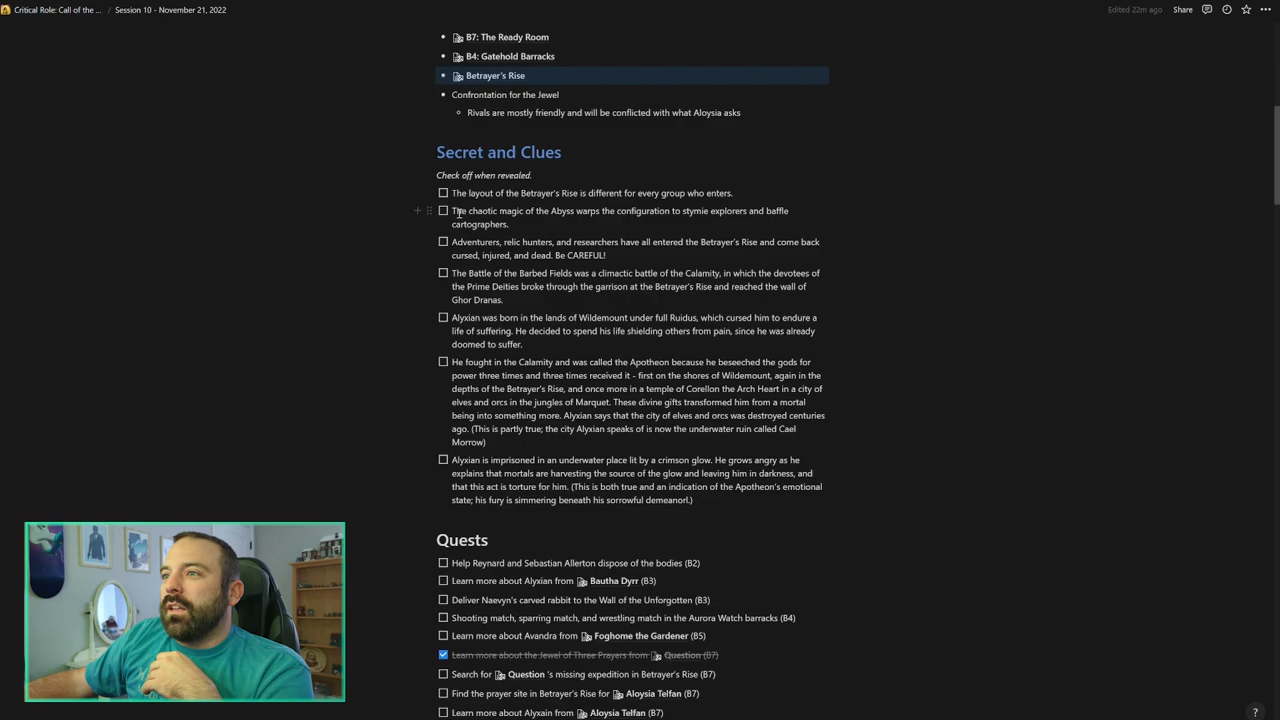 Critical Role: Call of the ... / Session 10 - November 21, 2022
Edited 22m ago Share
B7: The Ready Room
B4: Gatehold Barracks
Betrayer's Rise
Confrontation for the Jewel
Rivals are mostly friendly and will be conflicted with what Aloysia asks
Secret and Clues
Check off when revealed.
The layout of the Betrayer's Rise is different for every group who enters.
The chaotic magic of the Abyss warps the configuration to stymie explorers and baffle
cartographers.
Adventurers, relic hunters, and researchers have all entered the Betrayer's Rise and come back
cursed, injured, and dead. Be CAREFUL!
The Battle of the Barbed Fields was a climactic battle of the Calamity, in which the devotees of
the Prime Deities broke through the garrison at the Betrayer's Rise and reached the wall of
Ghor Dranas.
Alyxian was born in the lands of Wildemount under full Ruidus, which cursed him to endure a
life of suffering. He decided to spend his life shielding others from pain, since he was already
doomed to suffer.
He fought in the Calamity and was called the Apotheon because he beseeched the gods for
power three times and three times received it - first on the shores of Wildemount, again in the
depths of the Betrayer's Rise, and once more in a temple of Corellon the Arch Heart in a city of
elves and orcs in the jungles of Marquet. These divine gifts transformed him from a mortal
being into something more. Alyxian says that the city of elves and orcs was destroyed centuries
ago. (This is partly true; the city Alyxian speaks of is now the underwater ruin called Cael
Morrow)
Alyxian is imprisoned in an underwater place lit by a crimson glow. He grows angry as he
explains that mortals are harvesting the source of the glow and leaving him in darkness, and
that this act is torture for him. (This is both true and an indication of the Apotheon's emotional
state; his fury is simmering beneath his sorrowful demeanorl.)
Quests
Help Reynard and Sebastian Allerton dispose of the bodies (B2)
Learn more about Alyxian from Bautha Dyrr (B3)
Deliver Naevyn's carved rabbit to the Wall of the Unforgotten (B3)
Shooting match, sparring match, and wrestling match in the Aurora Watch barracks (B4)
Learn more about Avandra from Foghome the Gardener (B5)
Learn more about the Jewel of Three Prayers from Question (B7)
Search for Question 's missing expedition in Betrayer's Rise (B7)
Find the prayer site in Betrayer's Rise for Aloysia Telfan (B7)
Learn more about Alyxain from Aloysia Telfan (B7)
?